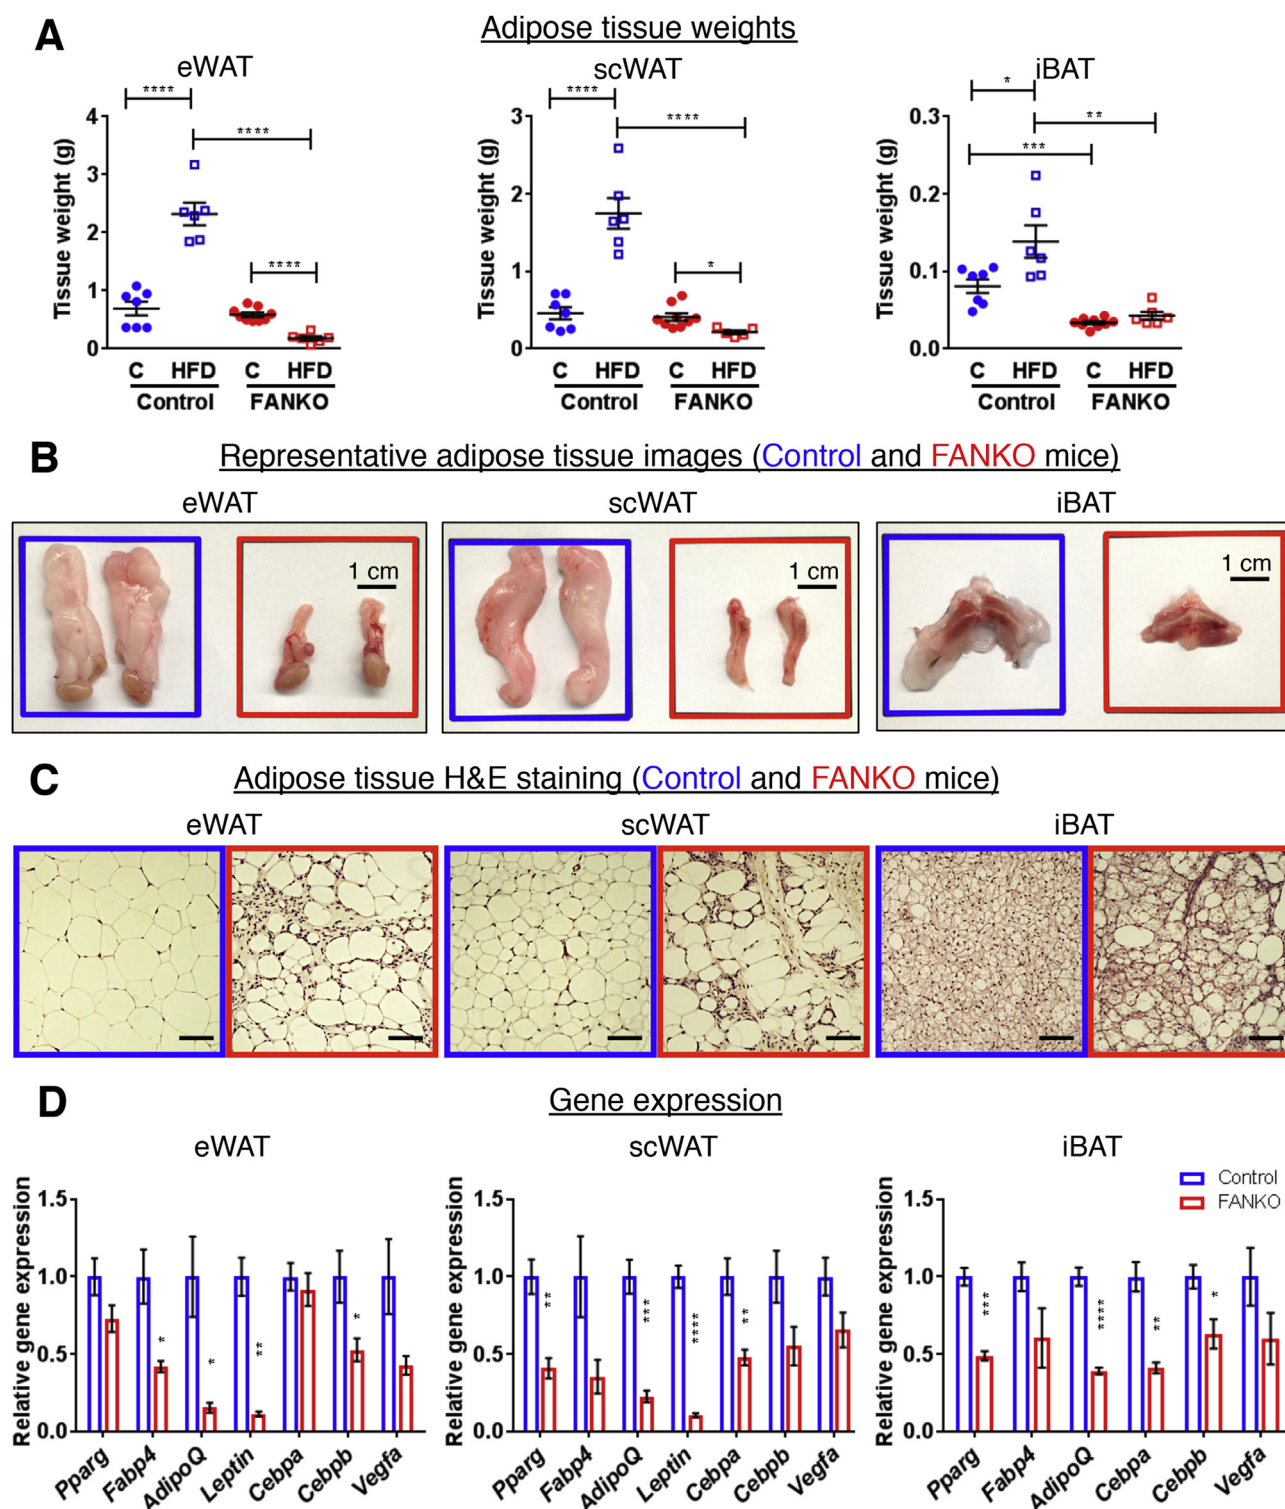 A
Adipose tissue weights
eWAT
scWAT
iBAT
****
****
****
Tissue weight (g)
4
3
2
1
0
C HFD C HFD
Control FANKO
****
****
*
Tissue weight (g)
3
2
1
0
C HFD C HFD
Control FANKO
*
**
***
Tissue weight (g)
0.3
0.2
0.1
0.0
C HFD C HFD
Control FANKO
B
Representative adipose tissue images (Control and FANKO mice)
eWAT
scWAT
iBAT
1 cm
1 cm
1 cm
C
Adipose tissue H&E staining (Control and FANKO mice)
eWAT
scWAT
iBAT
D
Gene expression
eWAT
scWAT
iBAT
Control
FANKO
Relative gene expression
1.5
1.0
0.5
0.0
*
*
**
*
Pparg Fabp4 AdipoQ Leptin Cebpa Cebpb Vegfa
Relative gene expression
1.5
1.0
0.5
0.0
**
***
****
**
Pparg Fabp4 AdipoQ Leptin Cebpa Cebpb Vegfa
Relative gene expression
1.5
1.0
0.5
0.0
***
****
**
*
Pparg Fabp4 AdipoQ Cebpa Cebpb Vegfa